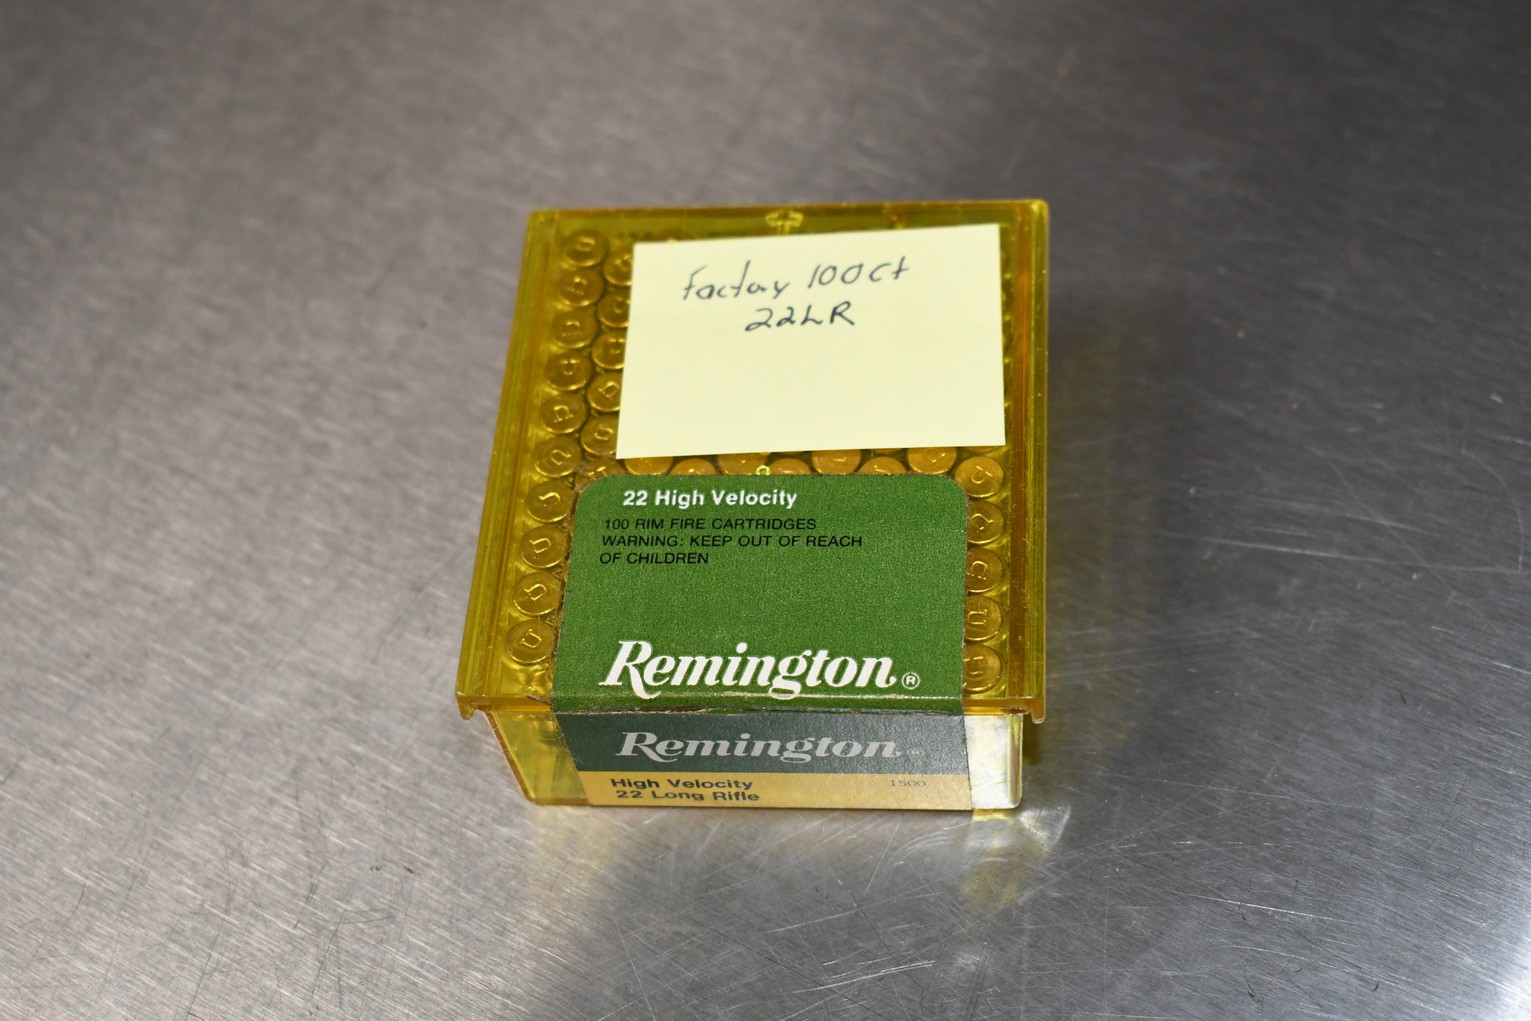 Factory 100ct
22LR
22 High Velocity
100 RIM FIRE CARTRIDGES
WARNING: KEEP OUT OF REACH
OF CHILDREN
Remington®
Remington®
High Velocity 1500
22 Long Rifle